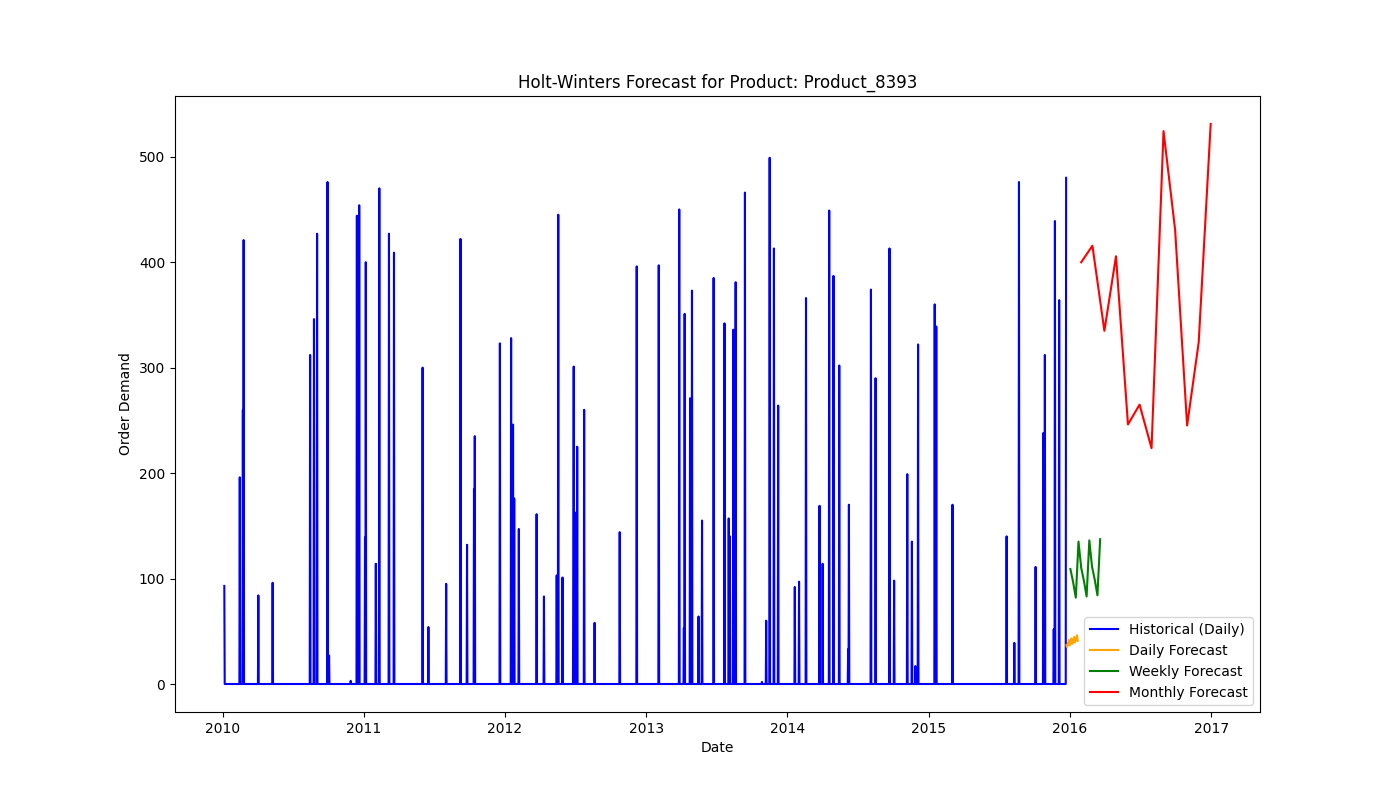 Holt-Winters Forecast for Product: Product_8393
Order Demand
500
400
300
200
100
0
2010 2011 2012 2013 2014 2015 2016 2017
Date
Historical (Daily)
Daily Forecast
Weekly Forecast
Monthly Forecast